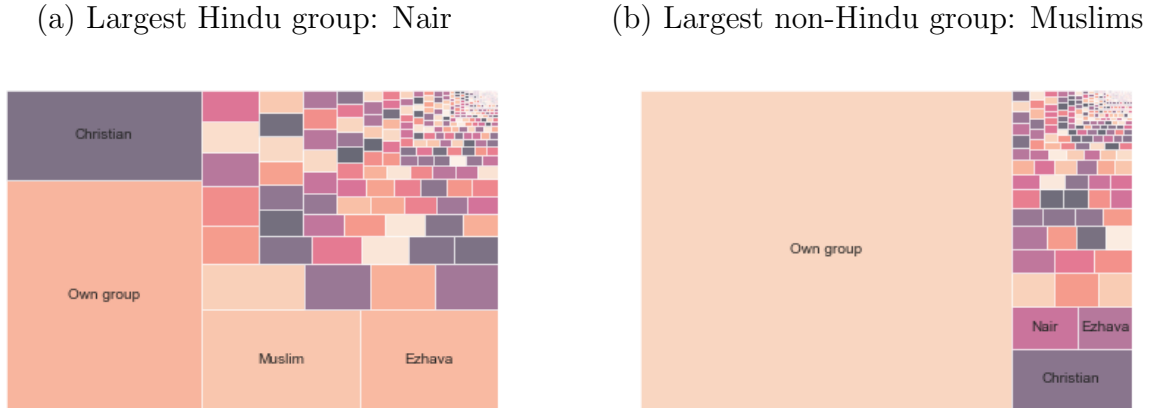 (a) Largest Hindu group: Nair
(b) Largest non-Hindu group: Muslims
Christian
Own group
Muslim
Ezhava
Own group
Nair
Ezhava
Christian